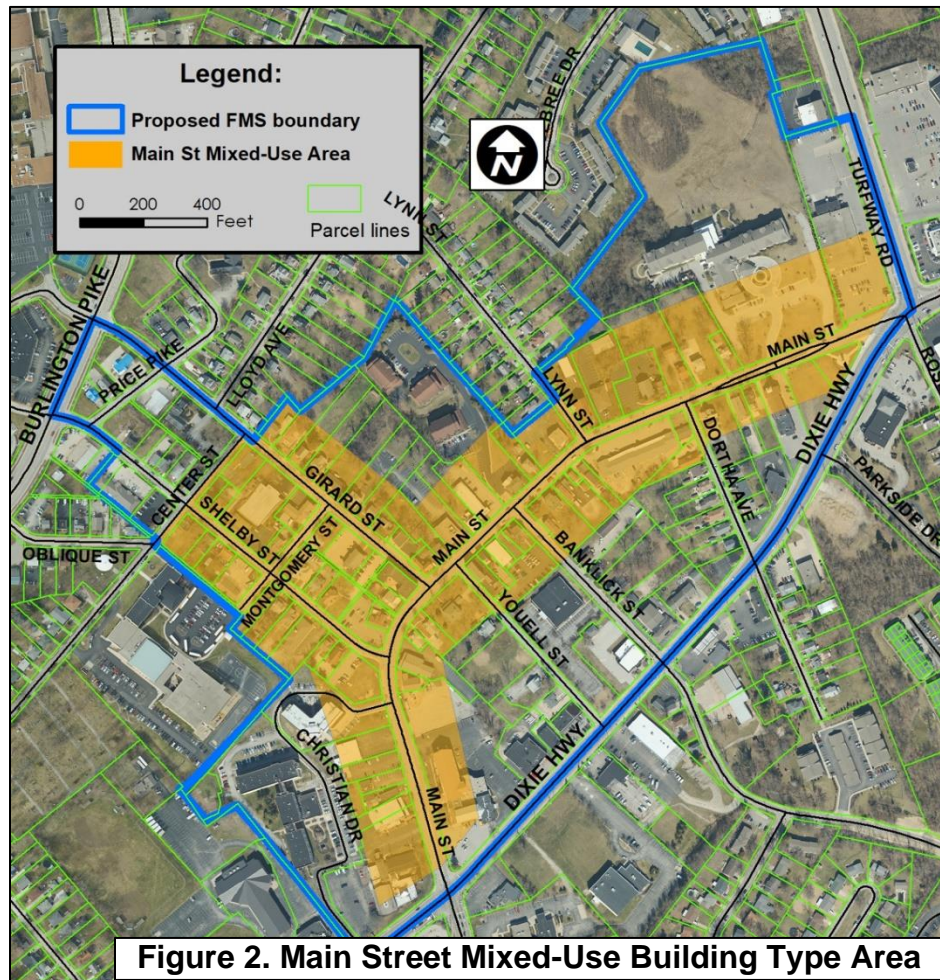 Legend:
Proposed FMS boundary
Main St Mixed-Use Area
0 200 400
Feet
Parcel lines
N
EBREE DR
LYNN ST
TURFWAY RD
BURLINGTON PIKE
PRICE PIKE
LLOYD AVE
LYNN ST
MAIN ST
CENTER ST
GIRARD ST
SHELBY ST
MONTGOMERY ST
MAIN ST
DORTHA AVE
DIXIE HWY
PARKSIDE DR
OBLIQUE ST
BANKLICK ST
YOUELL ST
CHRISTIAN DR
MAIN ST
DIXIE HWY
Figure 2. Main Street Mixed-Use Building Type Area